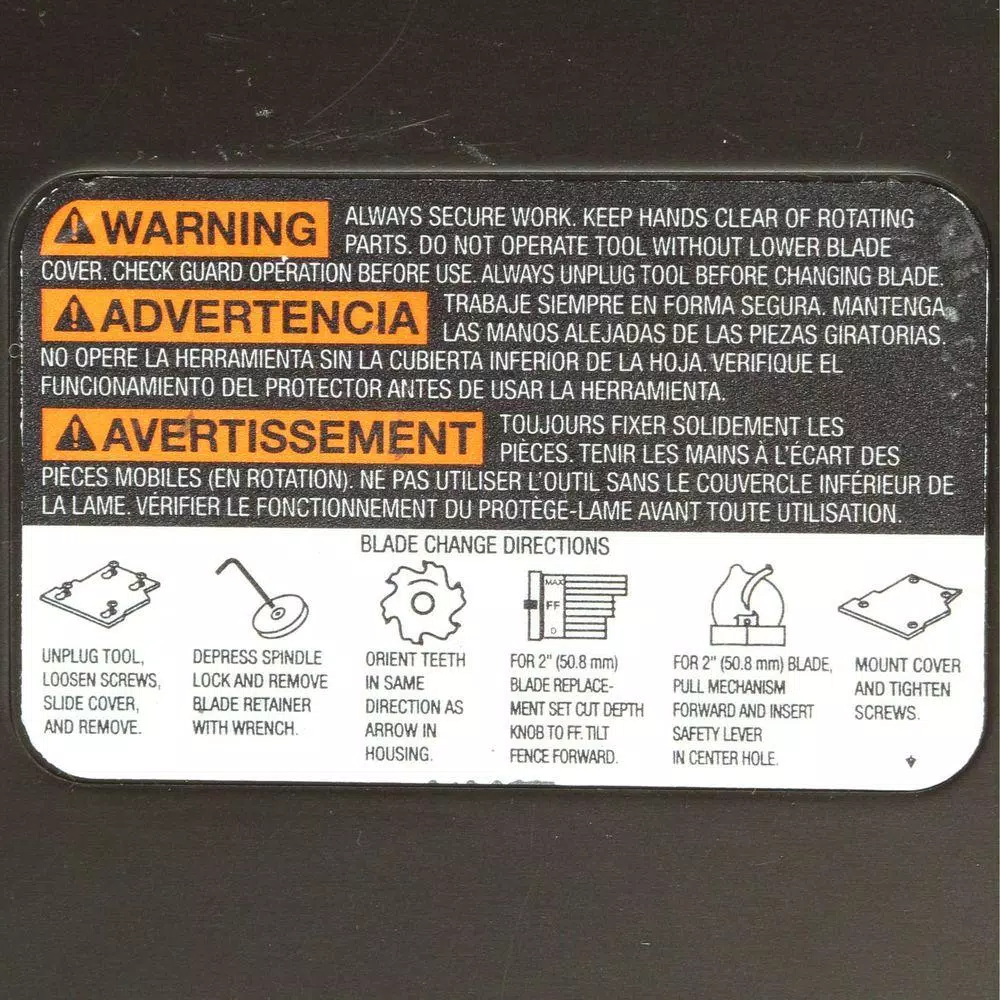 WARNING ALWAYS SECURE WORK. KEEP HANDS CLEAR OF ROTATING
PARTS. DO NOT OPERATE TOOL WITHOUT LOWER BLADE
COVER. CHECK GUARD OPERATION BEFORE USE. ALWAYS UNPLUG TOOL BEFORE CHANGING BLADE.
ADVERTENCIA TRABAJE SIEMPRE EN FORMA SEGURA. MANTENGA
LAS MANOS ALEJADAS DE LAS PIEZAS GIRATORIAS.
NO OPERE LA HERRAMIENTA SIN LA CUBIERTA INFERIOR DE LA HOJA. VERIFIQUE EL
FUNCIONAMIENTO DEL PROTECTOR ANTES DE USAR LA HERRAMIENTA.
AVERTISSEMENT TOUJOURS FIXER SOLIDEMENT LES
PIÈCES. TENIR LES MAINS À L'ÉCART DES
PIÈCES MOBILES (EN ROTATION). NE PAS UTILISER L'OUTIL SANS LE COUVERCLE INFÉRIEUR DE
LA LAME. VÉRIFIER LE FONCTIONNEMENT DU PROTÈGE-LAME AVANT TOUTE UTILISATION.
BLADE CHANGE DIRECTIONS
UNPLUG TOOL,
LOOSEN SCREWS,
SLIDE COVER,
AND REMOVE.
DEPRESS SPINDLE
LOCK AND REMOVE
BLADE RETAINER
WITH WRENCH.
ORIENT TEETH
IN SAME
DIRECTION AS
ARROW IN
HOUSING.
MAX
FF
0
FOR 2" (50.8 mm)
BLADE REPLACE-
MENT SET CUT DEPTH
KNOB TO FF. TILT
FENCE FORWARD.
FOR 2" (50.8 mm) BLADE,
PULL MECHANISM
FORWARD AND INSERT
SAFETY LEVER
IN CENTER HOLE.
MOUNT COVER
AND TIGHTEN
SCREWS.